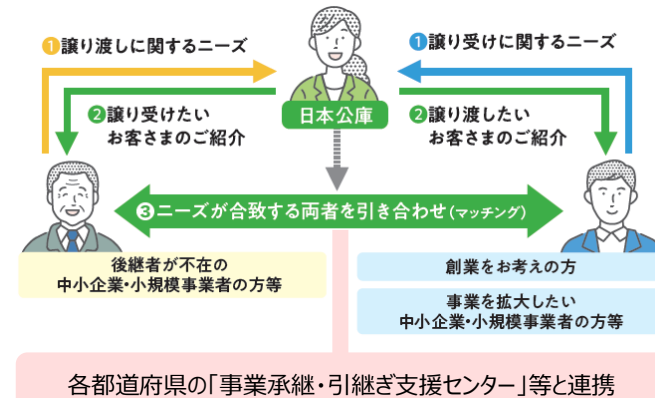 ❶譲り渡しに関するニーズ
❶譲り受けに関するニーズ
❷譲り受けたい
お客さまのご紹介
日本公庫
❷譲り渡したい
お客さまのご紹介
❸ニーズが合致する両者を引き合わせ(マッチング)
後継者が不在の
中小企業・小規模事業者の方等
創業をお考えの方
事業を拡大したい
中小企業・小規模事業者の方等
各都道府県の「事業承継・引継ぎ支援センター」等と連携